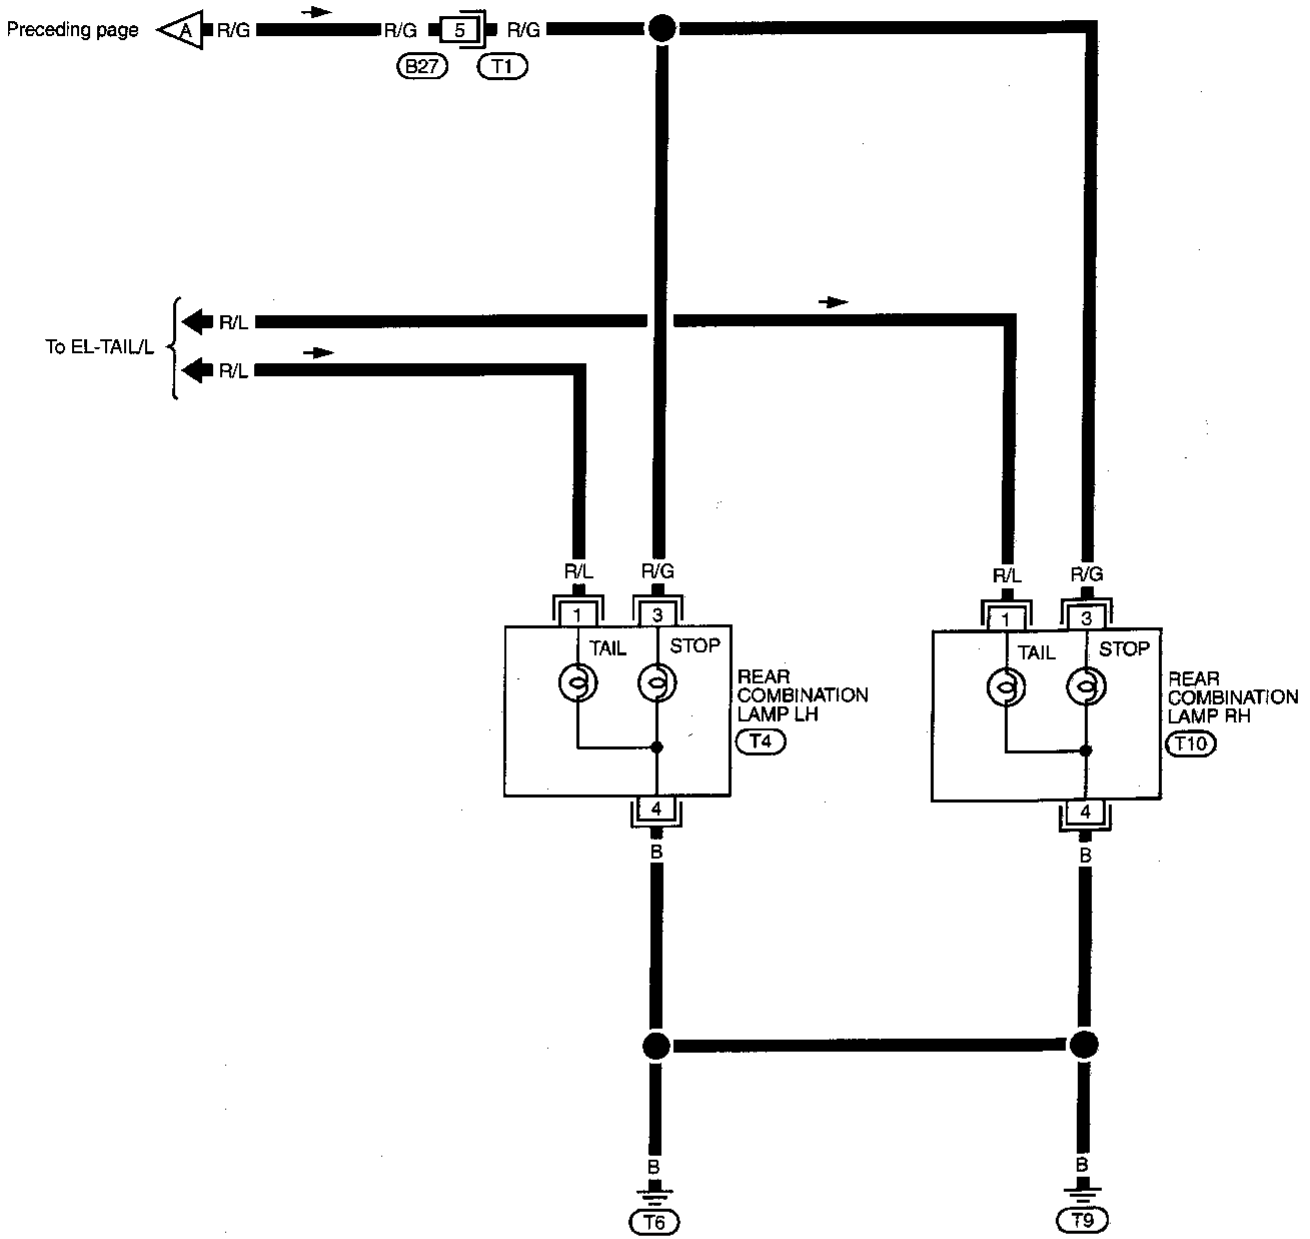 Preceding page A R/G R/G 5 R/G
B27 T1
R/L
To EL-TAIL/L
R/L
R/L R/G R/L R/G
1 3 1 3
TAIL STOP TAIL STOP
REAR
COMBINATION
LAMP LH
T4
REAR
COMBINATION
LAMP RH
T10
4 4
B B
B B
T6 T9